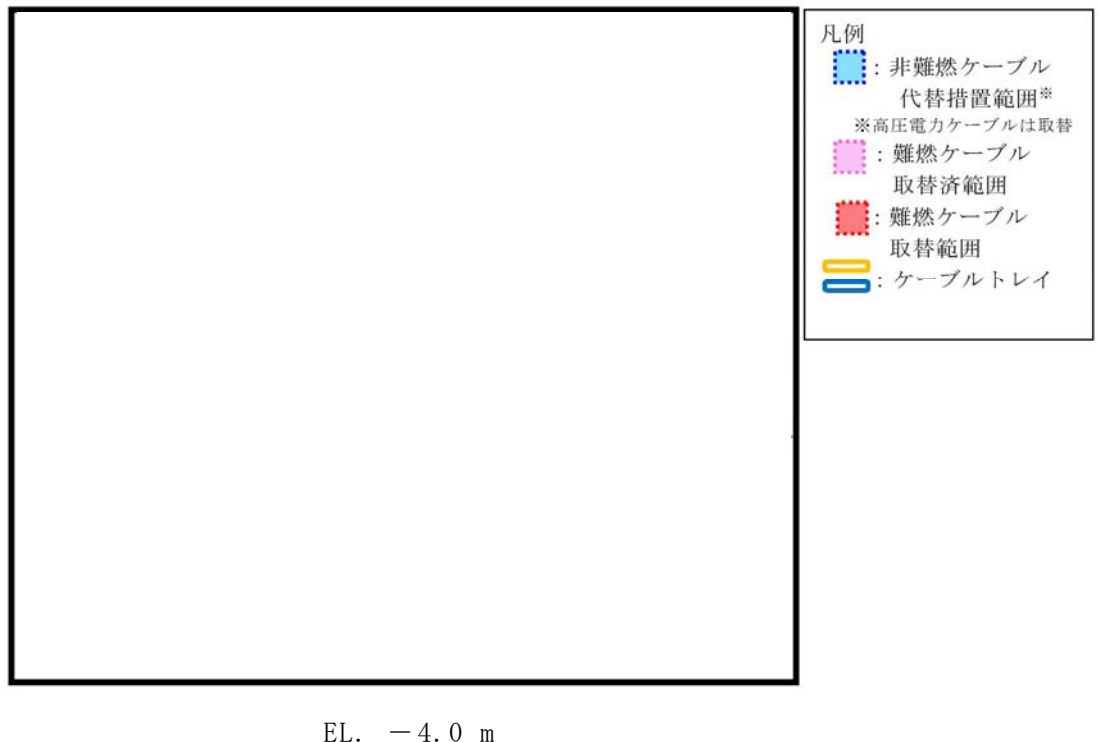 凡例
：非難燃ケーブル
代替措置範囲※
※高圧電力ケーブルは取替
：難燃ケーブル
取替済範囲
：難燃ケーブル
取替範囲
：ケーブルトレイ
EL. －4.0 m